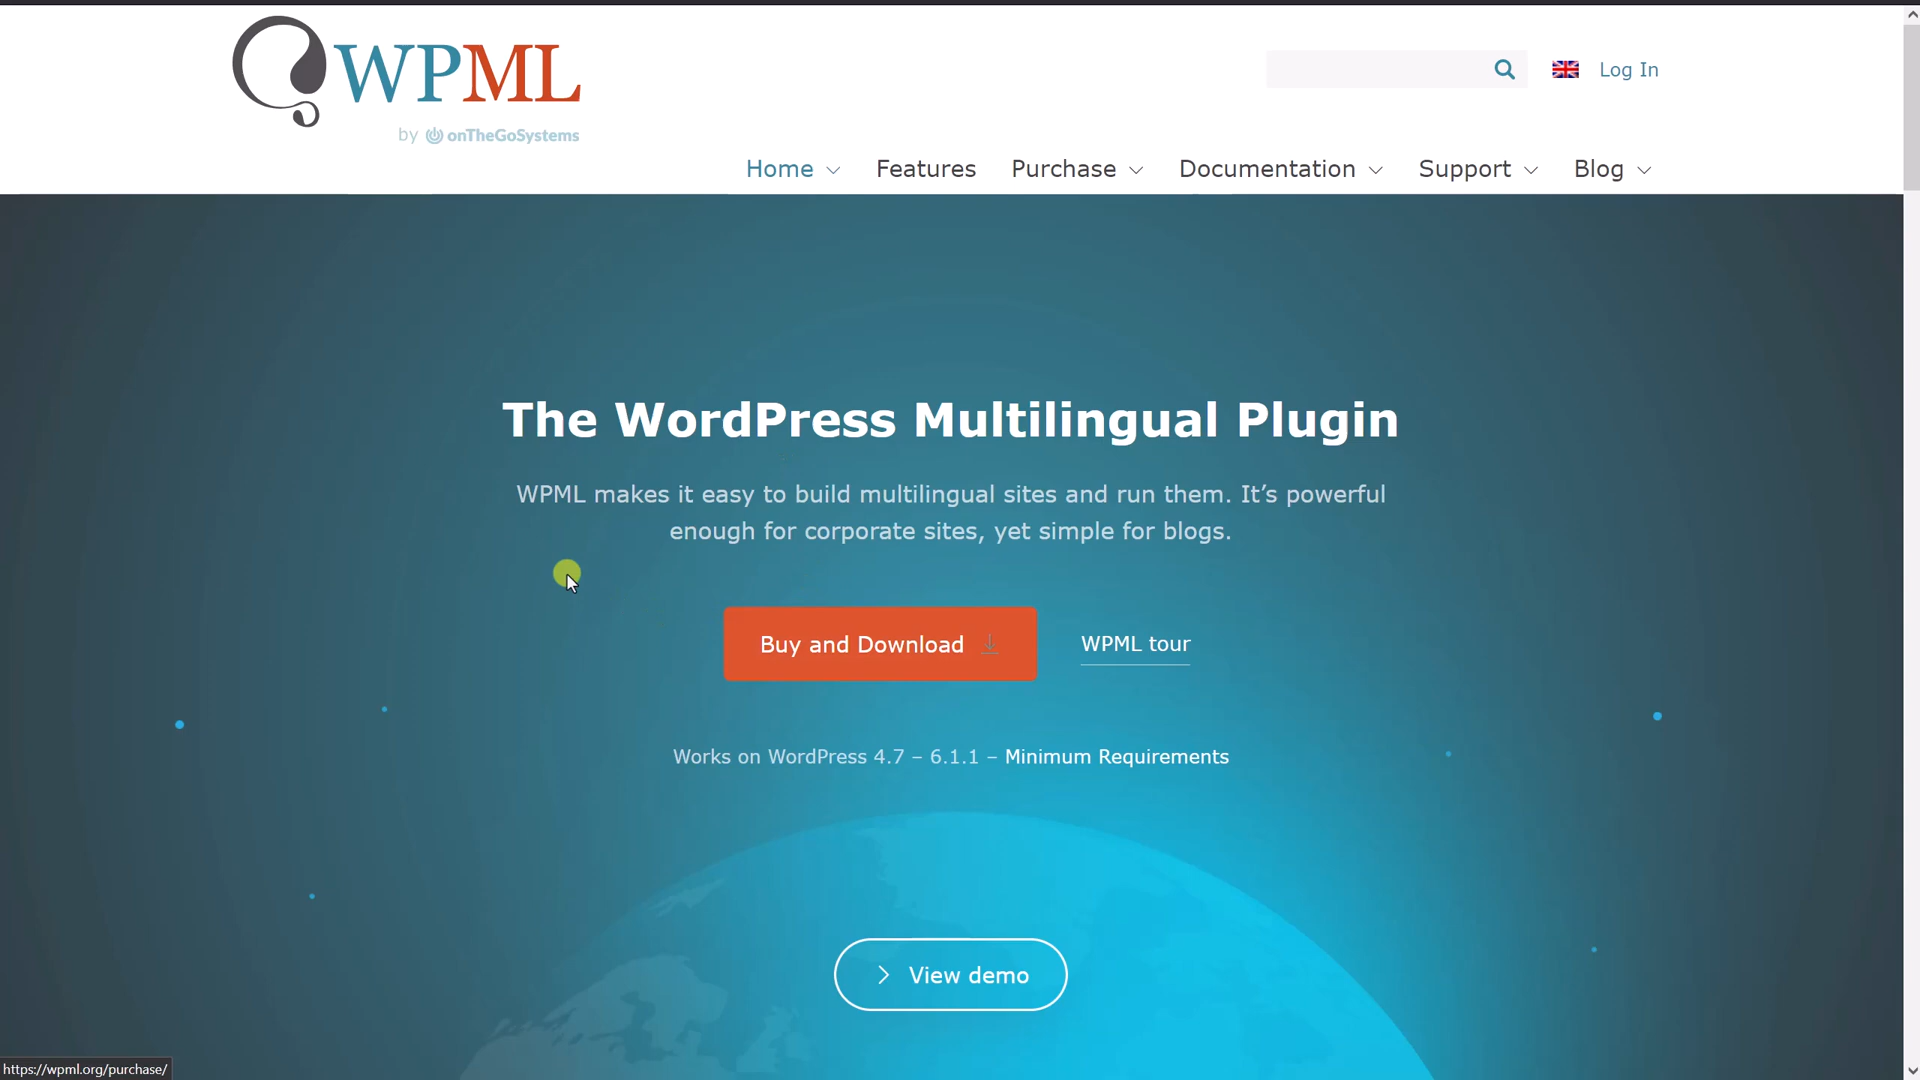 WPML
by onTheGoSystems
Log In
Home
Features
Purchase
Documentation
Support
Blog
The WordPress Multilingual Plugin
WPML makes it easy to build multilingual sites and run them. It’s powerful
enough for corporate sites, yet simple for blogs.
Buy and Download
WPML tour
Works on WordPress 4.7 – 6.1.1 – Minimum Requirements
View demo
https://wpml.org/purchase/